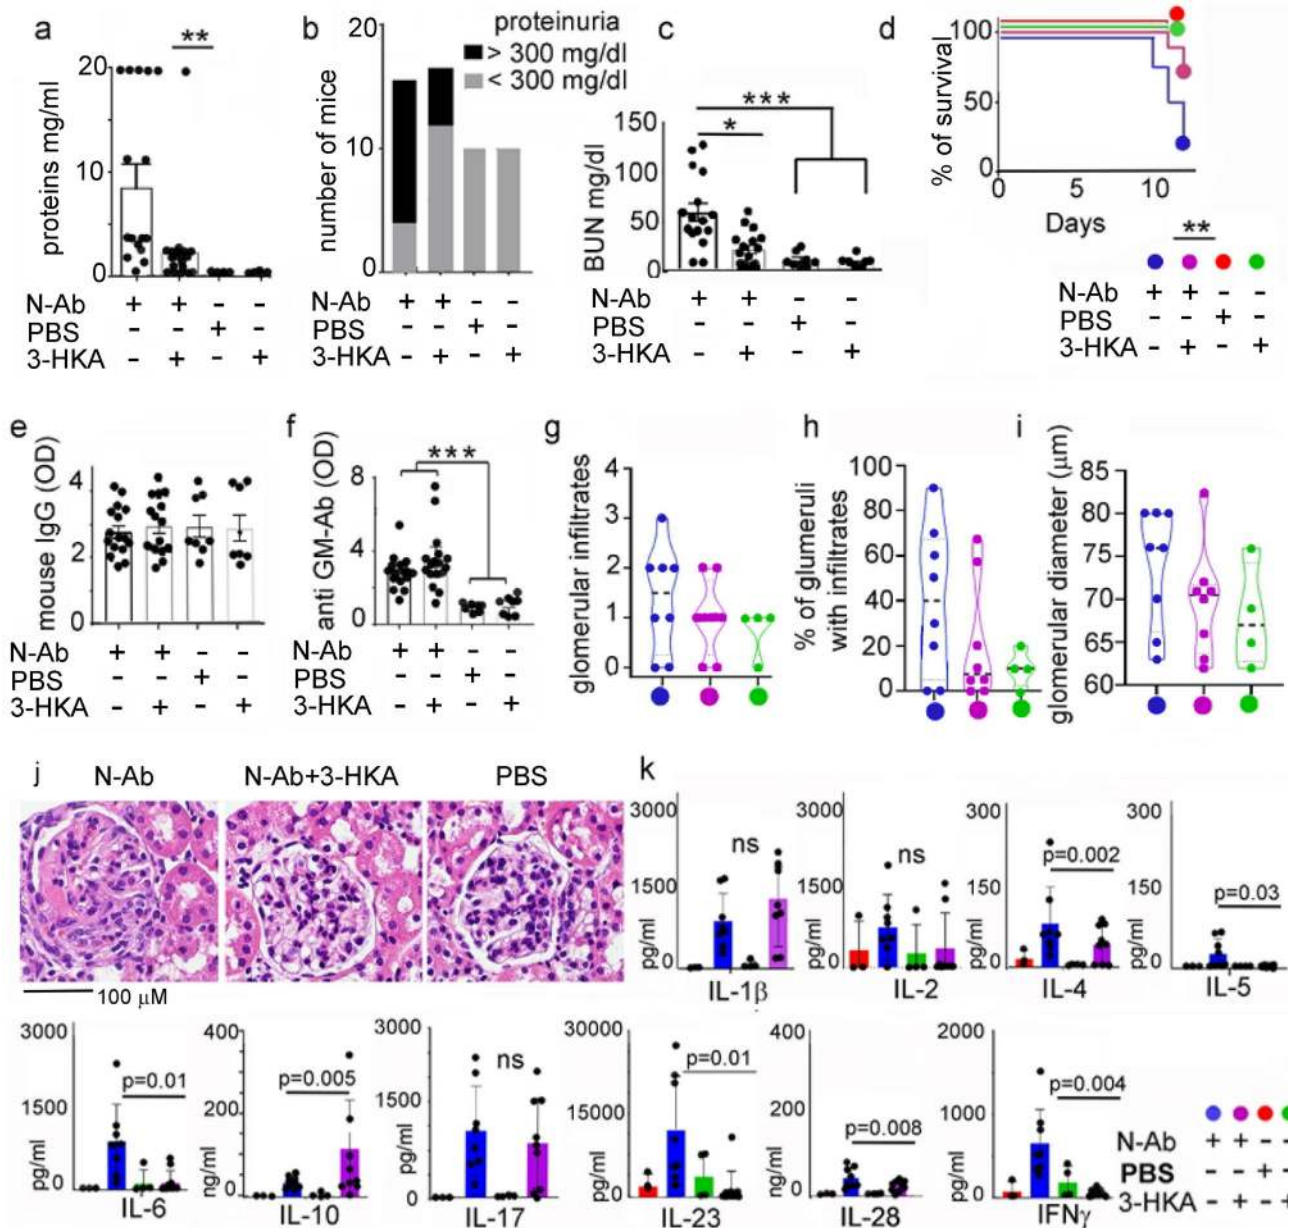 a
**
20
10
0
proteins mg/ml
N-Ab + + - -
PBS - - + -
3-HKA - + - +
b
proteinuria
> 300 mg/dl
< 300 mg/dl
20
10
0
number of mice
N-Ab + + - -
PBS - - + -
3-HKA - + - +
c
***
*
150
100
50
0
BUN mg/dl
N-Ab + + - -
PBS - - + -
3-HKA - + - +
d
100
50
0
% of survival
0 5 10
Days
**
N-Ab + + - -
PBS - - + -
3-HKA - + - +
e
4
2
0
mouse IgG (OD)
N-Ab + + - -
PBS - - + -
3-HKA - + - +
f
***
8
4
0
anti GM-Ab (OD)
N-Ab + + - -
PBS - - + -
3-HKA - + - +
g
4
3
2
1
0
glomerular infiltrates
h
100
80
60
40
20
0
% of glumeruli
with infiltrates
i
85
80
75
70
65
60
glomerular diameter (μm)
j
N-Ab N-Ab+3-HKA PBS
100 μM
k
3000
1500
0
pg/ml
ns
IL-1β
3000
1500
0
pg/ml
ns
IL-2
300
150
0
pg/ml
p=0.002
IL-4
300
150
0
pg/ml
p=0.03
IL-5
3000
1500
0
pg/ml
p=0.01
IL-6
400
200
0
ng/ml
p=0.005
IL-10
3000
1500
0
pg/ml
ns
IL-17
30000
15000
0
pg/ml
p=0.01
IL-23
400
200
0
ng/ml
p=0.008
IL-28
2000
1000
0
pg/ml
p=0.004
IFNγ
N-Ab + + - -
PBS - - + -
3-HKA - + -